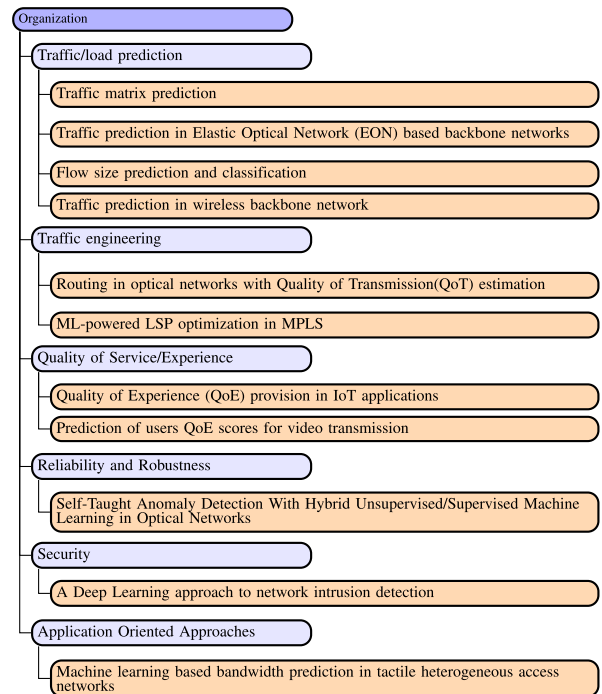 Organization
Traffic/load prediction
Traffic matrix prediction
Traffic prediction in Elastic Optical Network (EON) based backbone networks
Flow size prediction and classification
Traffic prediction in wireless backbone network
Traffic engineering
Routing in optical networks with Quality of Transmission(QoT) estimation
ML-powered LSP optimization in MPLS
Quality of Service/Experience
Quality of Experience (QoE) provision in IoT applications
Prediction of users QoE scores for video transmission
Reliability and Robustness
Self-Taught Anomaly Detection With Hybrid Unsupervised/Supervised Machine
Learning in Optical Networks
Security
A Deep Learning approach to network intrusion detection
Application Oriented Approaches
Machine learning based bandwidth prediction in tactile heterogeneous access
networks